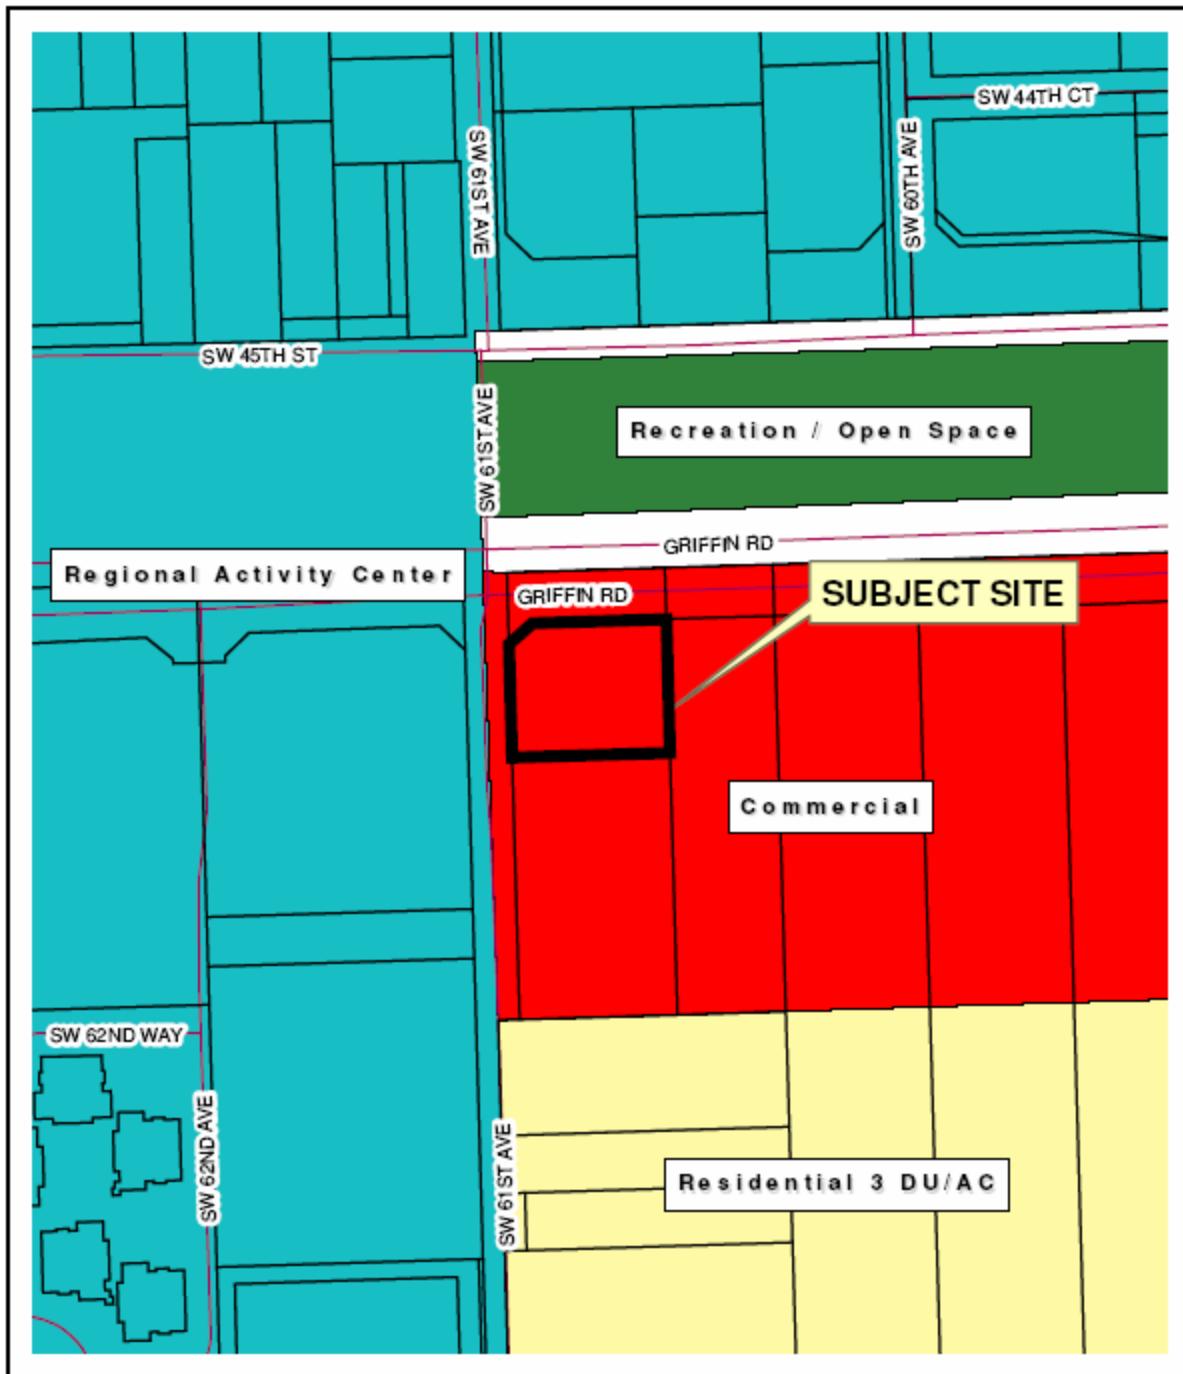 SW 44TH CT
SW 61ST AVE
SW 60TH AVE
SW 45TH ST
SW 61ST AVE
Recreation / Open Space
GRIFFIN RD
Regional Activity Center
GRIFFIN RD
SUBJECT SITE
Commercial
SW 62ND WAY
SW 62ND AVE
SW 61ST AVE
Residential 3 DU/AC